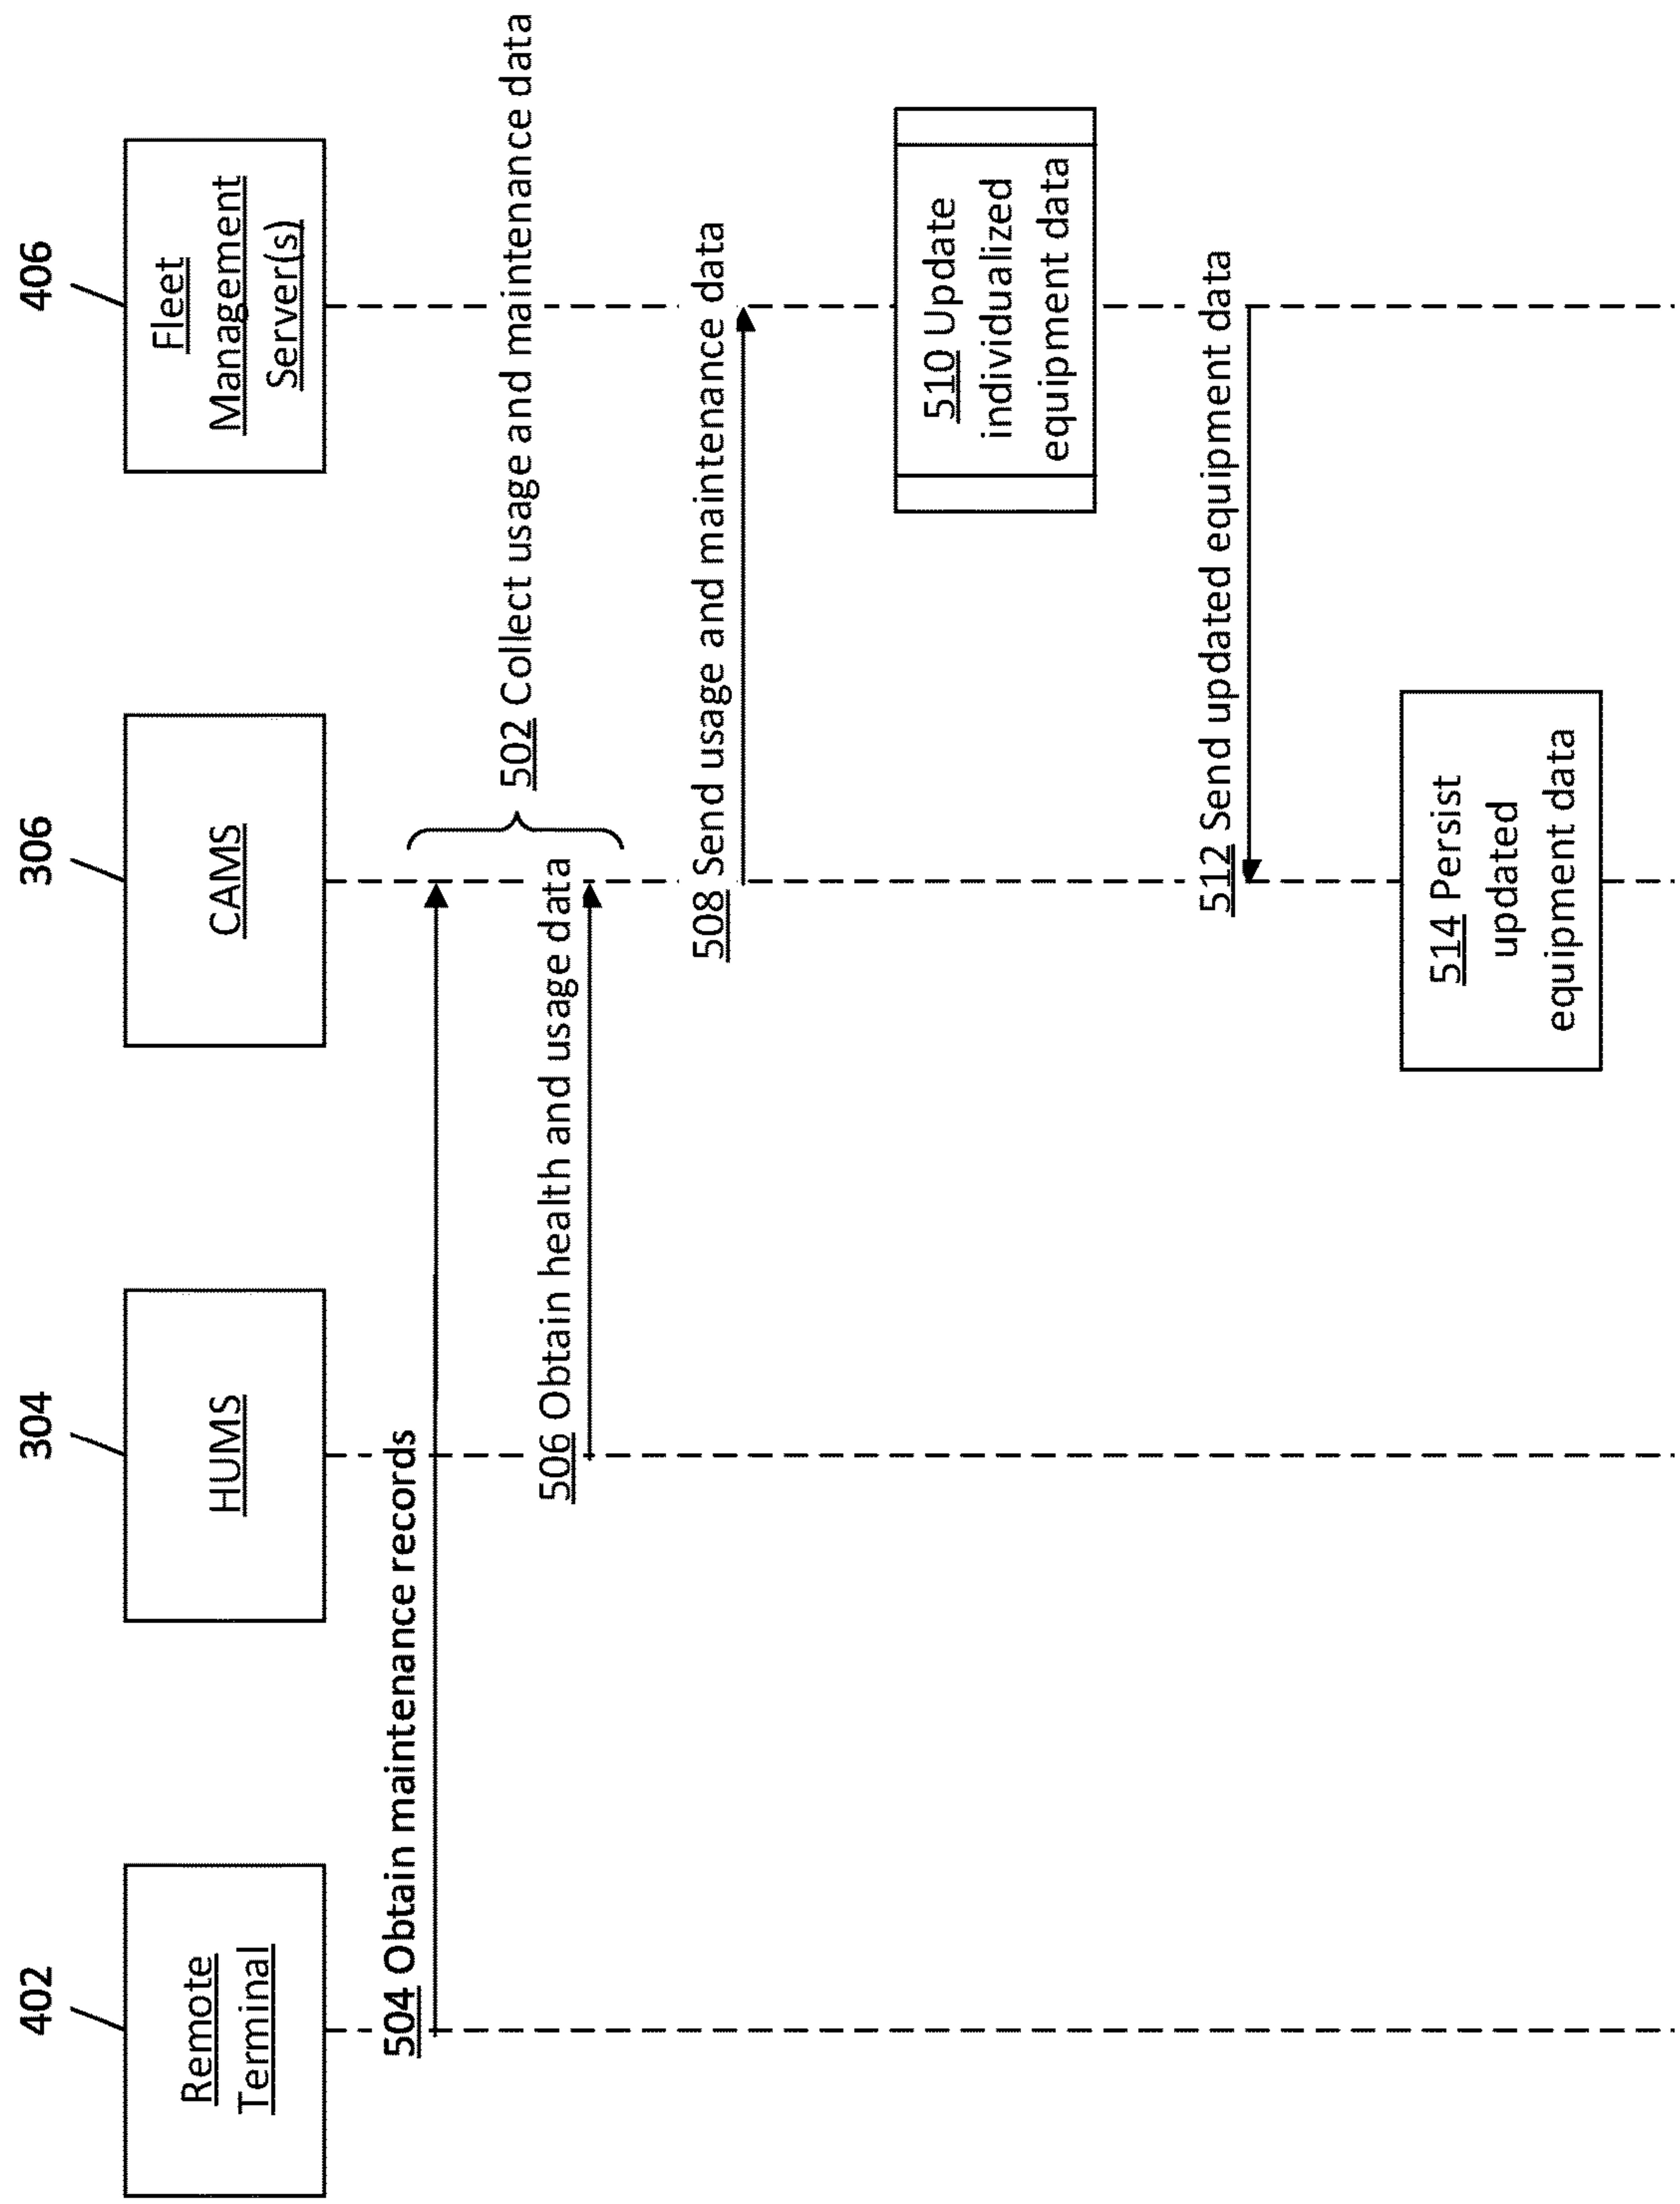 402
304
306
406
Remote
Terminal
HUMS
CAMS
Fleet
Management
Server(s)
504 Obtain maintenance records
502 Collect usage and maintenance data
506 Obtain health and usage data
508 Send usage and maintenance data
510 Update
individualized
equipment data
512 Send updated equipment data
514 Persist
updated
equipment data